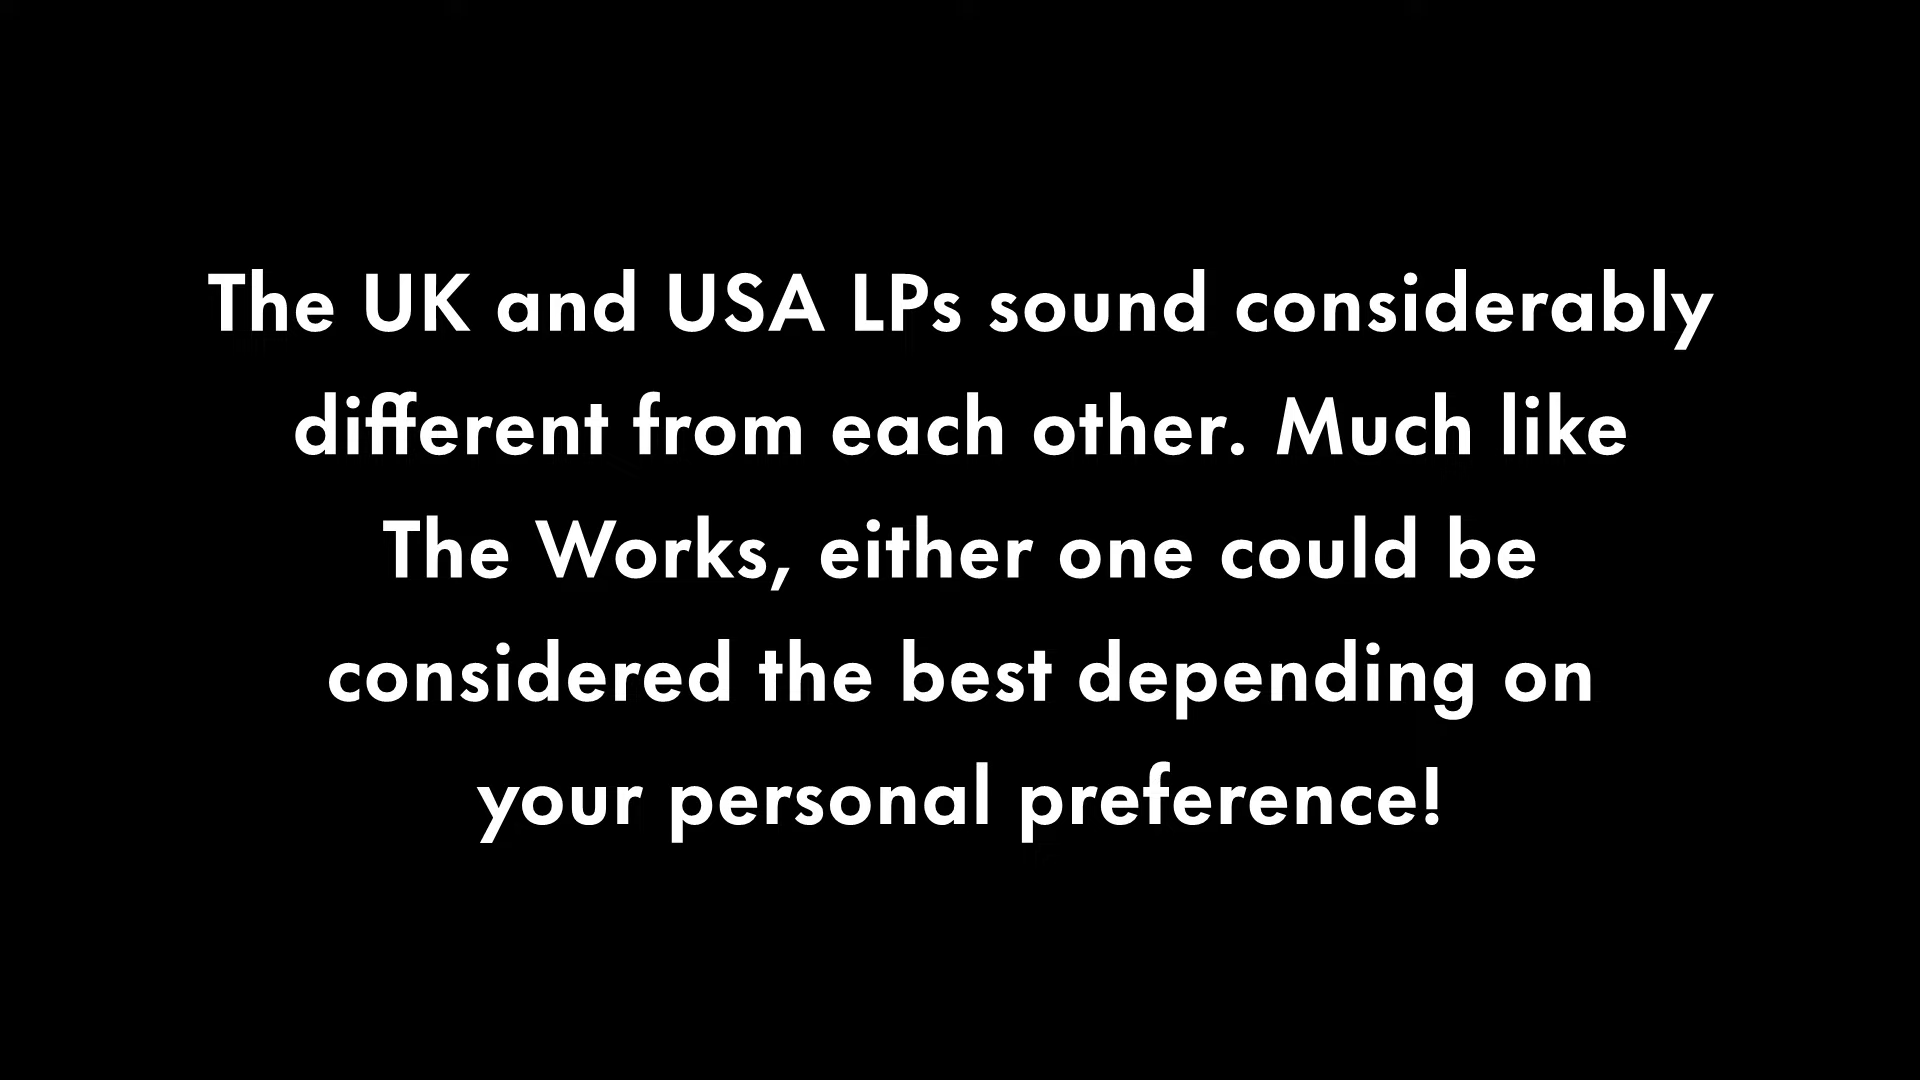 The UK and USA LPs sound considerably
different from each other. Much like
The Works, either one could be
considered the best depending on
your personal preference!